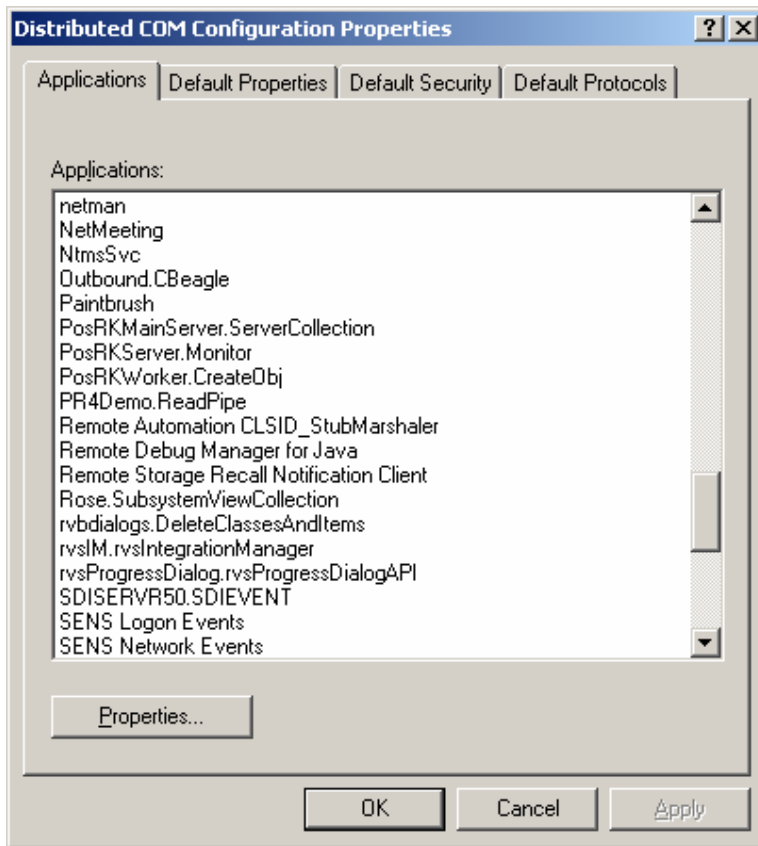 Distributed COM Configuration Properties
Applications Default Properties Default Security Default Protocols
Applications:
netman
NetMeeting
NtmsSvc
Outbound.CBeagle
Paintbrush
PosRKMainServer.ServerCollection
PosRKServer.Monitor
PosRKWorker.CreateObj
PR4Demo.ReadPipe
Remote Automation CLSID_StubMarshaler
Remote Debug Manager for Java
Remote Storage Recall Notification Client
Rose.SubsystemViewCollection
rvbdialogs.DeleteClassesAndItems
rvsIM.rvsIntegrationManager
rvsProgressDialog.rvsProgressDialogAPI
SDISERVR50.SDIEVENT
SENS Logon Events
SENS Network Events
Properties...
OK Cancel Apply